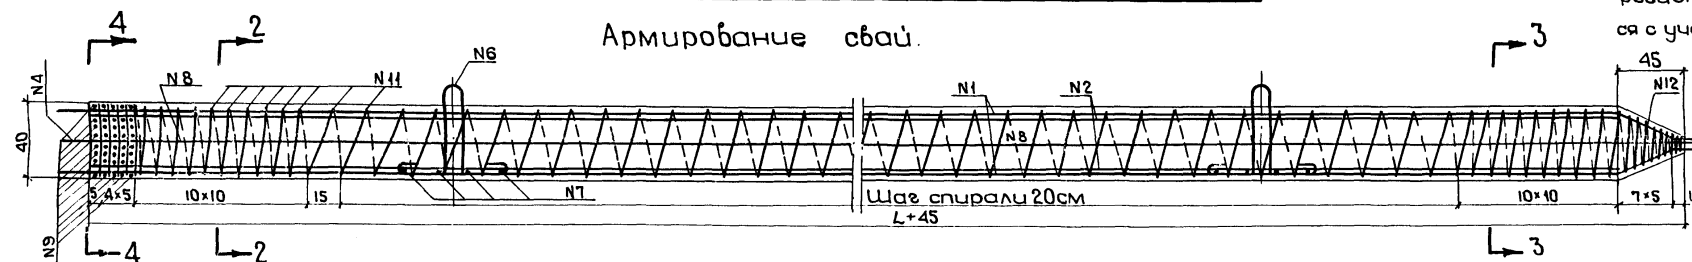 Армирование свай.
ся с уч
4
2
3
45
N4
N8
N11
N6
N1
N2
N12
40
N8
5
4×5
10×10
15
N7
Шаг спирали 20см
10×10
7×5
L+45
N9
4
2
3